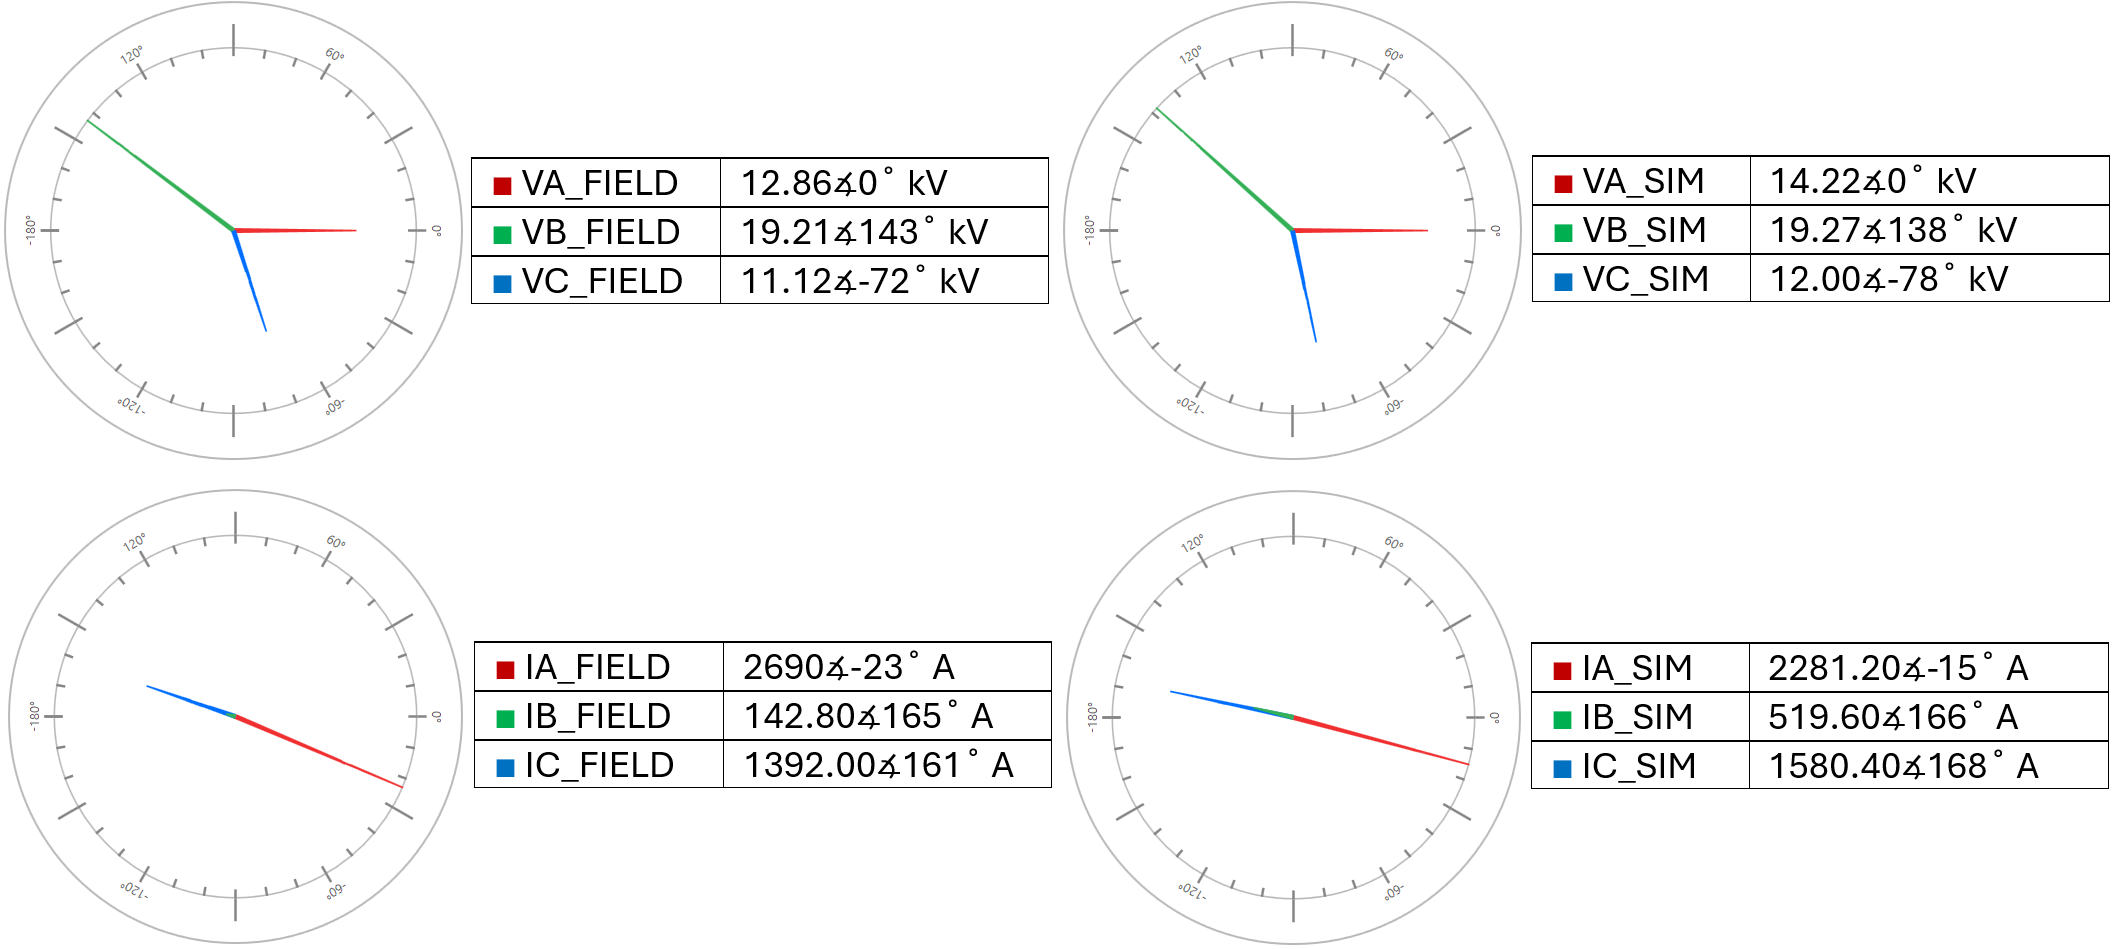 120°
60°
-180°
0°
-120°
-60°
VA_FIELD 12.86∡0° kV
VB_FIELD 19.21∡143° kV
VC_FIELD 11.12∡-72° kV
120°
60°
-180°
0°
-120°
-60°
VA_SIM 14.22∡0° kV
VB_SIM 19.27∡138° kV
VC_SIM 12.00∡-78° kV
120°
60°
-180°
0°
-120°
-60°
IA_FIELD 2690∡-23° A
IB_FIELD 142.80∡165° A
IC_FIELD 1392.00∡161° A
120°
60°
-180°
0°
-120°
-60°
IA_SIM 2281.20∡-15° A
IB_SIM 519.60∡166° A
IC_SIM 1580.40∡168° A